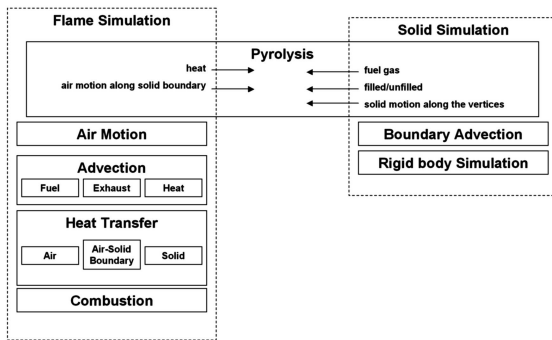 Flame Simulation
Solid Simulation
Pyrolysis
heat
air motion along solid boundary
fuel gas
filled/unfilled
solid motion along the vertices
Air Motion
Boundary Advection
Rigid body Simulation
Advection
Fuel
Exhaust
Heat
Heat Transfer
Air
Air-Solid
Boundary
Solid
Combustion